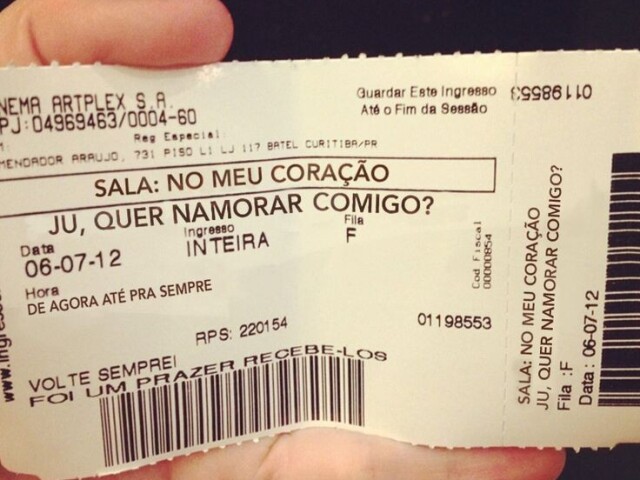 NEMA ARTPLEX S.A.
PJ:04969463/0004-60
Reg Especial:
MENDADOR ARAUJO, 731 PISO L1 LJ 117 BATEL CURITIBA/PR
Guardar Este Ingresso
Até o Fim da Sessão
SALA: NO MEU CORAÇÃO
JU, QUER NAMORAR COMIGO?
Data
06-07-12
Ingresso
INTEIRA
Fila
F
Hora
DE AGORA ATÉ PRA SEMPRE
Cod Fiscal
00000854
RPS: 220154
01198553
VOLTE SEMPRE!
FOI UM PRAZER RECEBE-LOS
www.ingress
01198553
SALA: NO MEU CORAÇÃO
JU, QUER NAMORAR COMIGO?
Fila :F
Data : 06-07-12